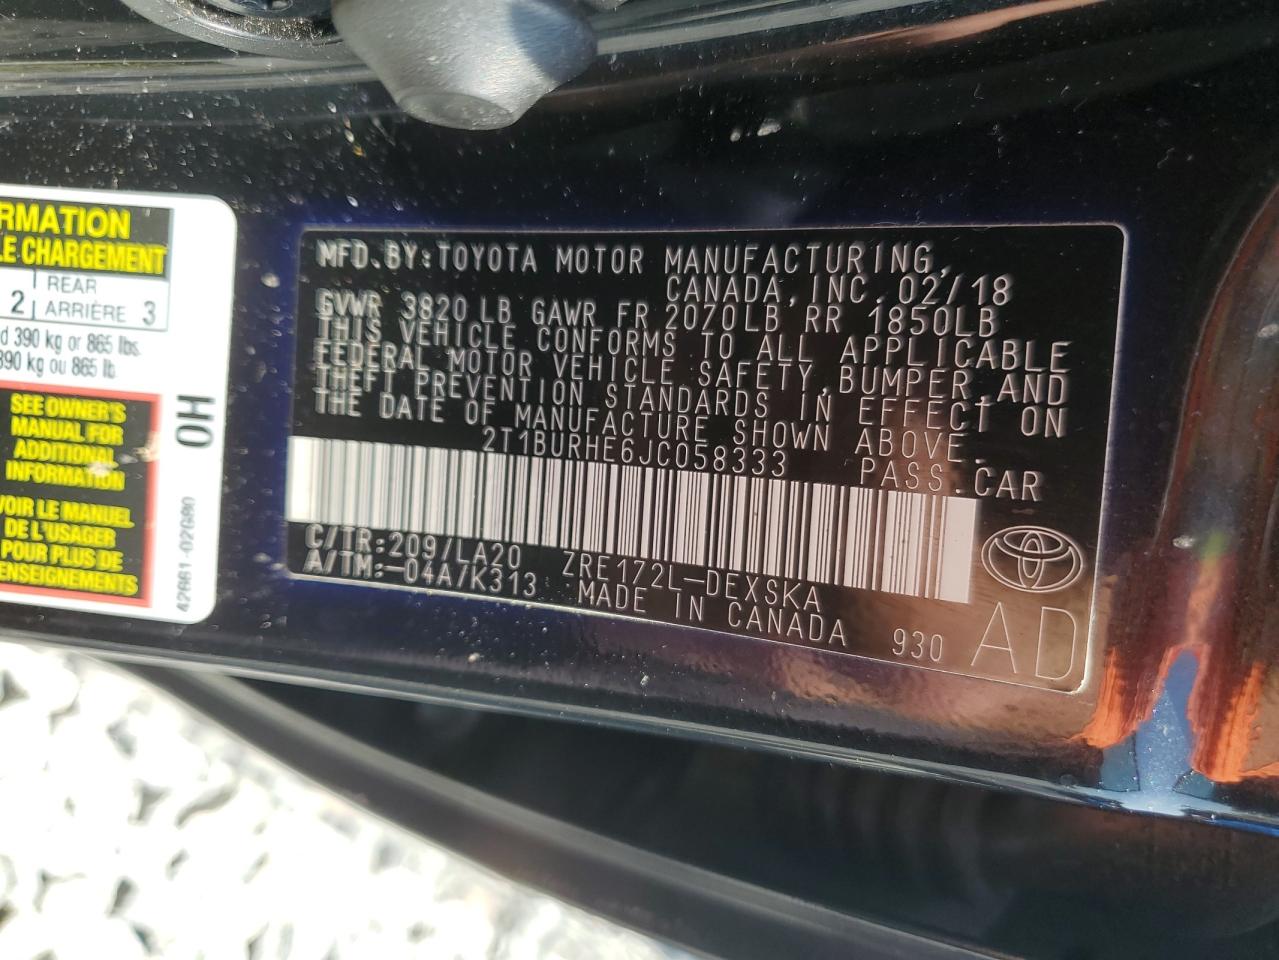 RMATION
LE CHARGEMENT
2 REAR ARRIÈRE 3
390 kg or 865 lbs.
390 kg ou 865 lb
SEE OWNER'S
MANUAL FOR
ADDITIONAL
INFORMATION
VOIR LE MANUEL
DE L'USAGER
POUR PLUS DE
RENSEIGNEMENTS
0H
42661-02G80
MFD.BY:TOYOTA MOTOR MANUFACTURING,
CANADA,INC.02/18
GVWR 3820 LB GAWR FR 2070LB RR 1850LB
THIS VEHICLE CONFORMS TO ALL APPLICABLE
FEDERAL MOTOR VEHICLE SAFETY,BUMPER,AND
THEFT PREVENTION STANDARDS IN EFFECT ON
THE DATE OF MANUFACTURE SHOWN ABOVE.
2T1BURHE6JC058333 PASS.CAR
C/TR:209/LA20 ZRE172L-DEXSKA
A/TM:-04A/K313 MADE IN CANADA 930
AD